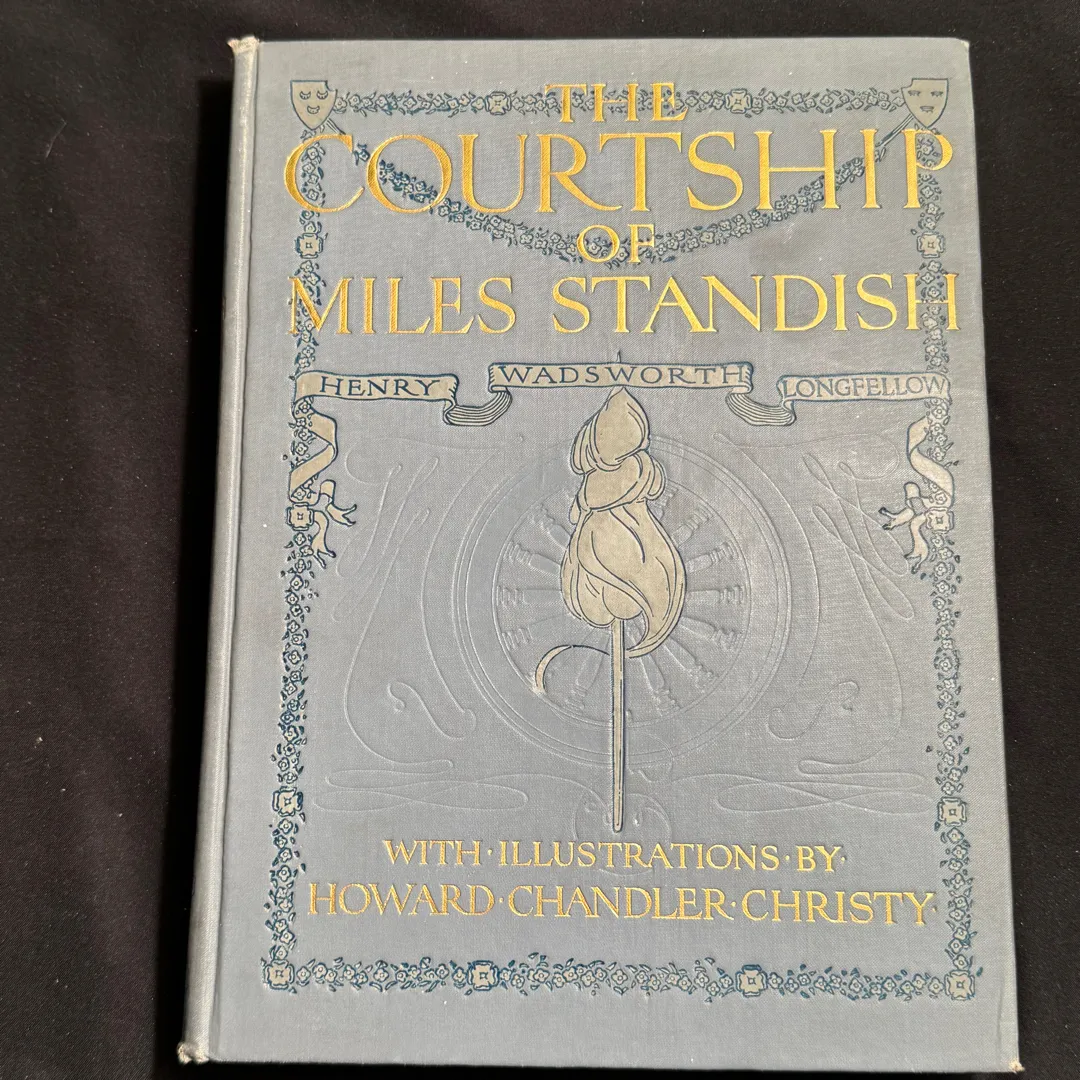 THE
COURTSHIP
OF
MILES STANDISH
HENRY WADSWORTH LONGFELLOW
WITH·ILLUSTRATIONS·BY·
HOWARD·CHANDLER·CHRISTY·